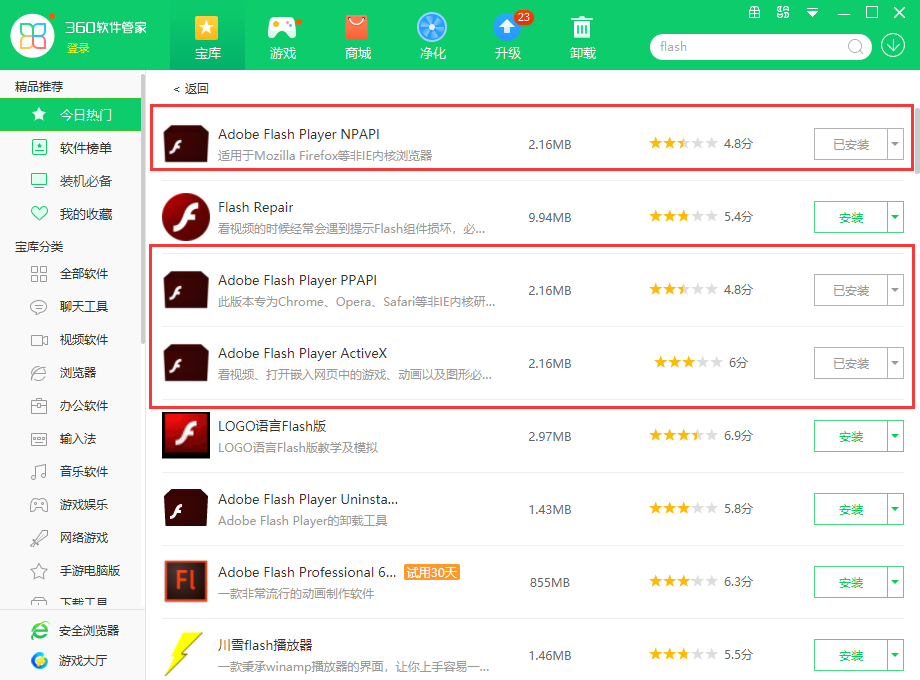 360软件管家
登录
宝库
游戏
商城
净化
23
升级
卸载
flash
精品推荐
今日热门
软件榜单
装机必备
我的收藏
宝库分类
全部软件
聊天工具
视频软件
浏览器
办公软件
输入法
音乐软件
游戏娱乐
网络游戏
手游电脑版
下载工具
安全浏览器
游戏大厅
< 返回
Adobe Flash Player NPAPI
适用于Mozilla Firefox等非IE内核浏览器
2.16MB
4.8分
已安装
Flash Repair
看视频的时候经常会遇到提示Flash组件损坏，必...
9.94MB
5.4分
安装
Adobe Flash Player PPAPI
此版本专为Chrome、Opera、Safari等非IE内核研...
2.16MB
4.8分
已安装
Adobe Flash Player ActiveX
看视频、打开嵌入网页中的游戏、动画以及图形必...
2.16MB
6分
已安装
LOGO语言Flash版
LOGO语言Flash版教学及模拟
2.97MB
6.9分
安装
Adobe Flash Player Uninsta...
Adobe Flash Player的卸载工具
1.43MB
5.8分
安装
Fl
Adobe Flash Professional 6... 试用30天
一款非常流行的动画制作软件
855MB
6.3分
安装
川雪flash播放器
一款秉承winamp播放器的界面，让你上手容易一...
1.46MB
5.5分
安装